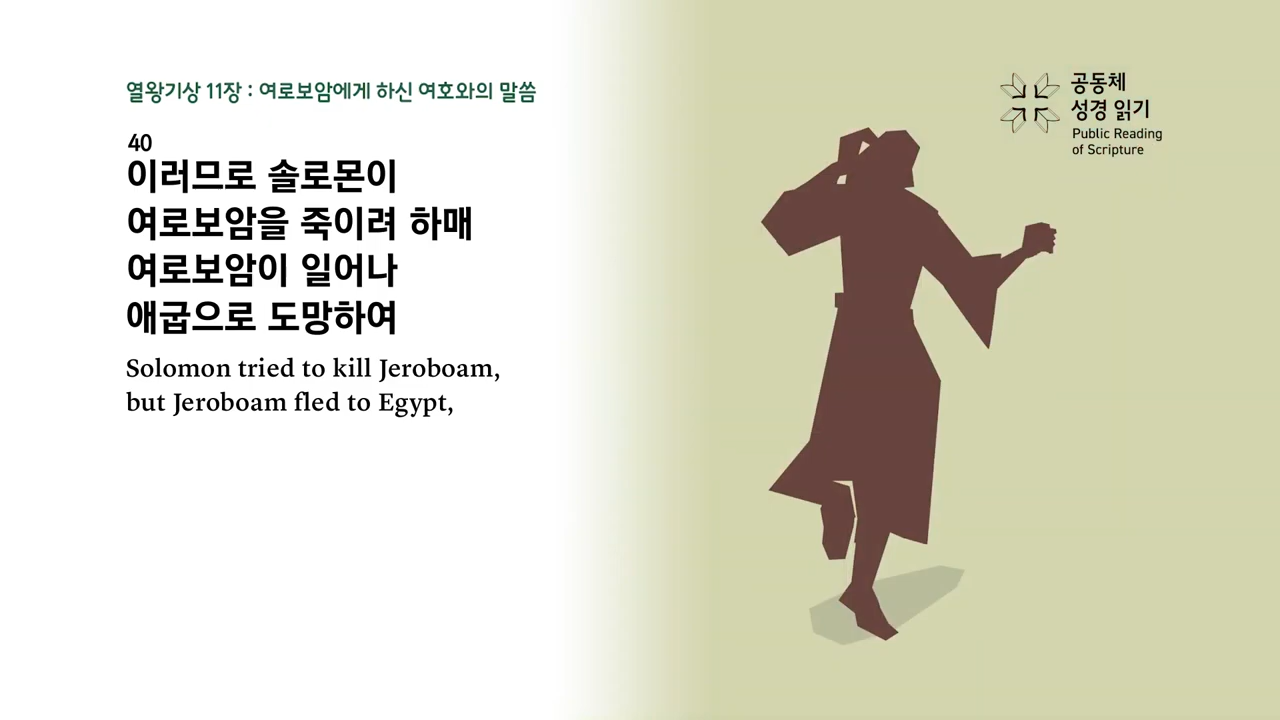 열왕기상 11장 : 여로보암에게 하신 여호와의 말씀
40
이러므로 솔로몬이
여로보암을 죽이려 하매
여로보암이 일어나
애굽으로 도망하여
Solomon tried to kill Jeroboam,
but Jeroboam fled to Egypt,
공동체
성경 읽기
Public Reading
of Scripture